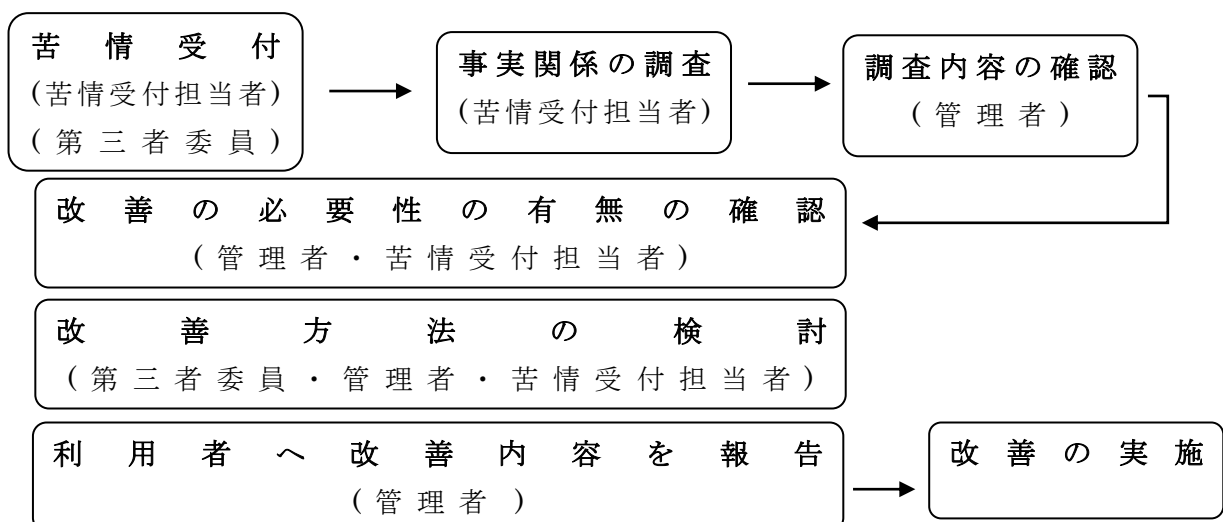 苦情受付
(苦情受付担当者)
(第三者委員)
事実関係の調査
(苦情受付担当者)
調査内容の確認
(管理者)
改善の必要性の有無の確認
(管理者・苦情受付担当者)
改善方法の検討
(第三者委員・管理者・苦情受付担当者)
利用者へ改善内容を報告
(管理者)
改善の実施